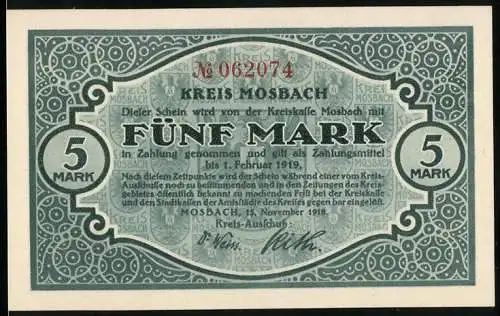 № 062074
KREIS MOSBACH
Dieser Schein wird von der Kreiskasse Mosbach mit
FÜNF MARK
in Zahlung genommen und gilt als Zahlungsmittel
bis 1. Februar 1919.
Nach diesem Zeitpunkte wird der Schein während einer vom Kreis-
Ausschusse noch zu bestimmenden und in den Zeitungen des Kreis-
gebietes öffentlich bekannt zu machenden Frist bei der Kreiskasse
und den Stadtkassen der Amtsstädte des Kreises gegen bar eingelöst.
MOSBACH, 15. November 1918.
Kreis-Ausschuß:
5 MARK
5 MARK